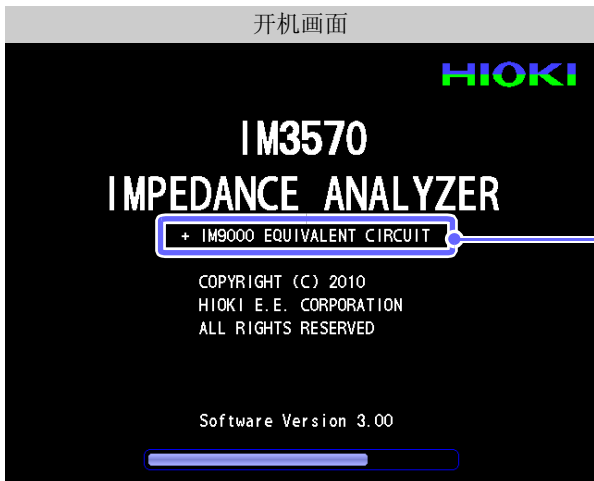 开机画面
HIOKI
IM3570
IMPEDANCE ANALYZER
+ IM9000 EQUIVALENT CIRCUIT
COPYRIGHT (C) 2010
HIOKI E.E. CORPORATION
ALL RIGHTS RESERVED
Software Version 3.00